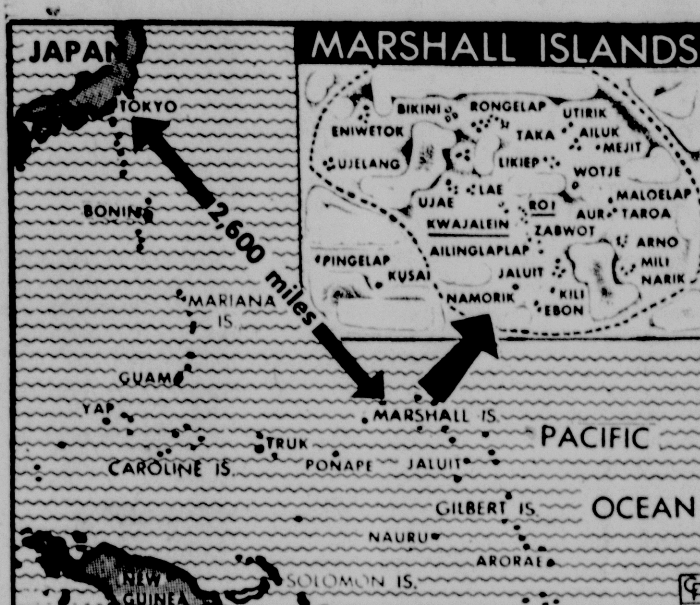 JAPAN
TOKYO
BONIN
2,600 miles
MARIANA
IS.
GUAM
YAP
CAROLINE IS.
TRUK
PONAPE
MARSHALL IS.
JALUIT
PACIFIC
OCEAN
GILBERT IS.
NAURU
ARORAE
SOLOMON IS.
NEW
GUINEA
MARSHALL ISLANDS
BIKINI
RONGELAP
UTIRIK
ENIWETOK
TAKA
AILUK
MEJIT
UJELANG
LIKIEP
WOTJE
UJAE
LAE
ROI
MALOELAP
AUR
TAROA
KWAJALEIN
ZABWOT
AILINGLAPLAP
ARNO
PINGELAP
KUSAI
JALUIT
MILI
NARIK
NAMORIK
KILI
EBON